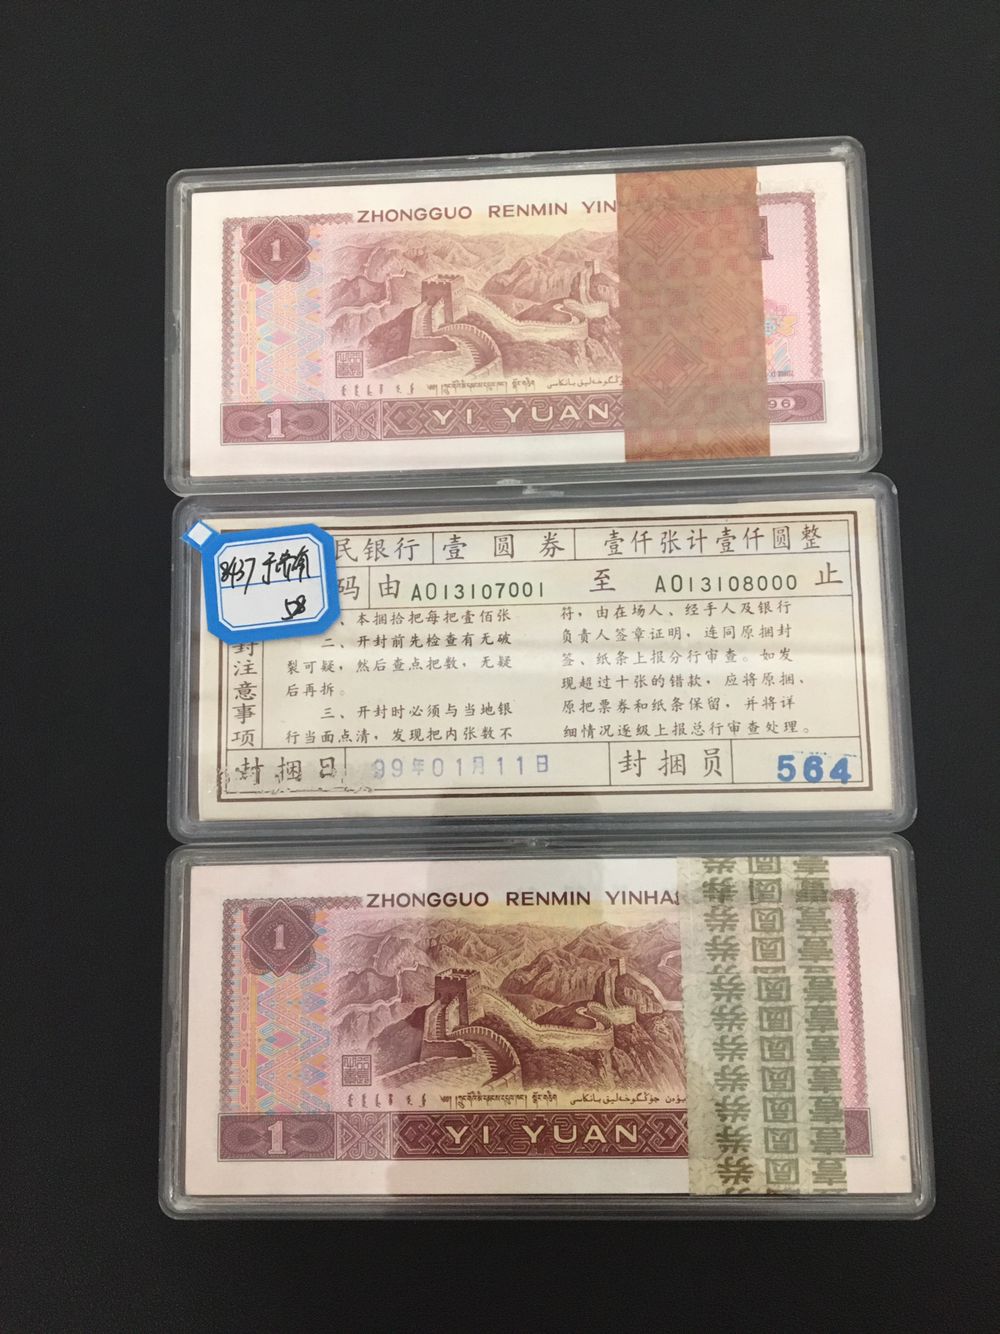 ZHONGGUO RENMIN YIN
1
1
YI YUAN
96
民银行 壹圆券 壹仟张计壹仟圆整
码 由 A013107001 至 A013108000 止
8437
58
封注意事项
、本捆拾把每把壹佰张
二、开封前先检查有无破
裂可疑，然后查点把数，无疑
后再拆。
三、开封时必须与当地银
行当面点清，发现把内张数不
符，由在场人、经手人及银行
负责人签章证明，连同原捆封
签、纸条上报分行审查。如发
现超过十张的错款，应将原捆、
原把票券和纸条保留，并将详
细情况逐级上报总行审查处理。
封捆日 99年01月11日 封捆员 564
ZHONGGUO RENMIN YINHA
1
1
YI YUAN
壹圆券